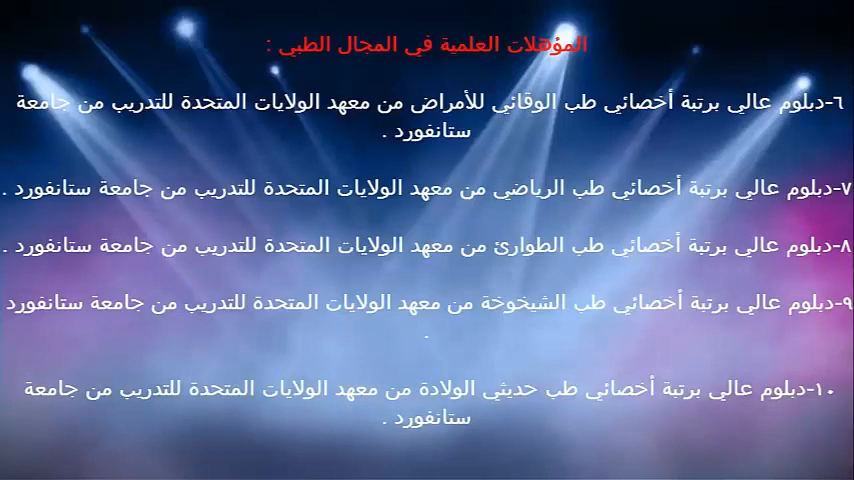 المؤهلات العلمية في المجال الطبي :
٦-دبلوم عالي برتبة أخصائي طب الوقائي للأمراض من معهد الولايات المتحدة للتدريب من جامعة
ستانفورد .
٧-دبلوم عالي برتبة أخصائي طب الرياضي من معهد الولايات المتحدة للتدريب من جامعة ستانفورد .
٨-دبلوم عالي برتبة أخصائي طب الطوارئ من معهد الولايات المتحدة للتدريب من جامعة ستانفورد .
٩-دبلوم عالي برتبة أخصائي طب الشيخوخة من معهد الولايات المتحدة للتدريب من جامعة ستانفورد
.
١٠-دبلوم عالي برتبة أخصائي طب حديثي الولادة من معهد الولايات المتحدة للتدريب من جامعة
ستانفورد .